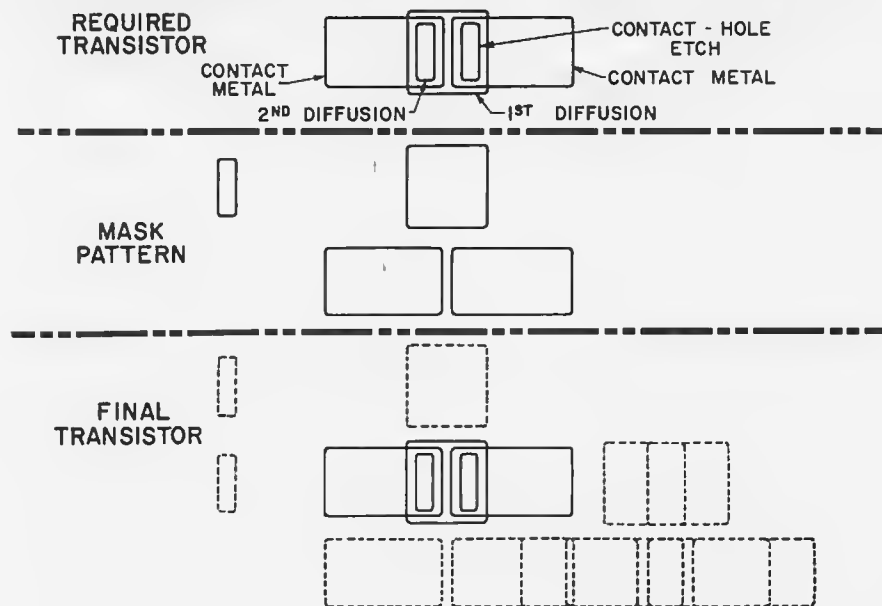 REQUIRED
TRANSISTOR
CONTACT
METAL
CONTACT - HOLE
ETCH
CONTACT METAL
2ND DIFFUSION
1ST DIFFUSION
MASK
PATTERN
FINAL
TRANSISTOR